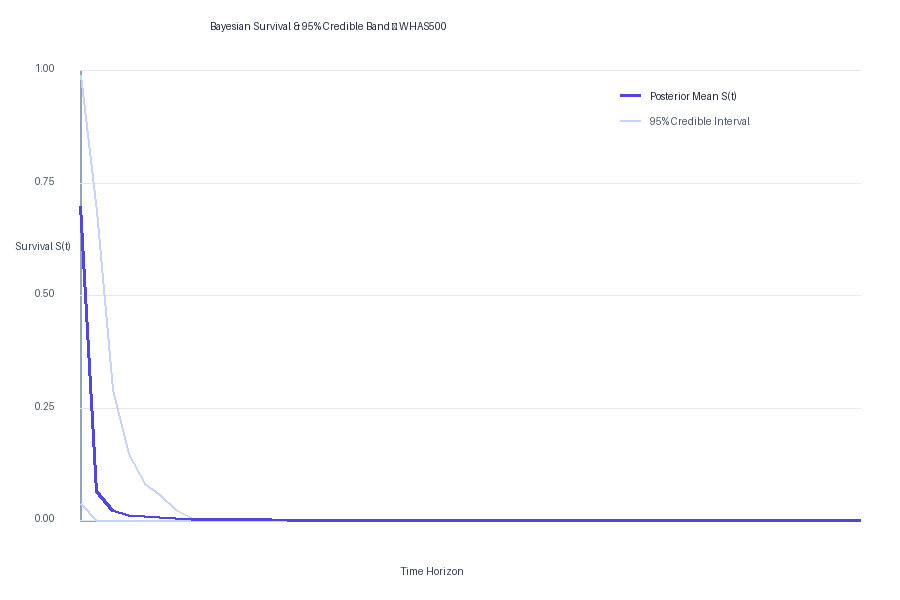 Bayesian Survival & 95% Credible Band ▯ WHAS500
1.00
Posterior Mean S(t)
95% Credible Interval
0.75
Survival S(t)
0.50
0.25
0.00
Time Horizon